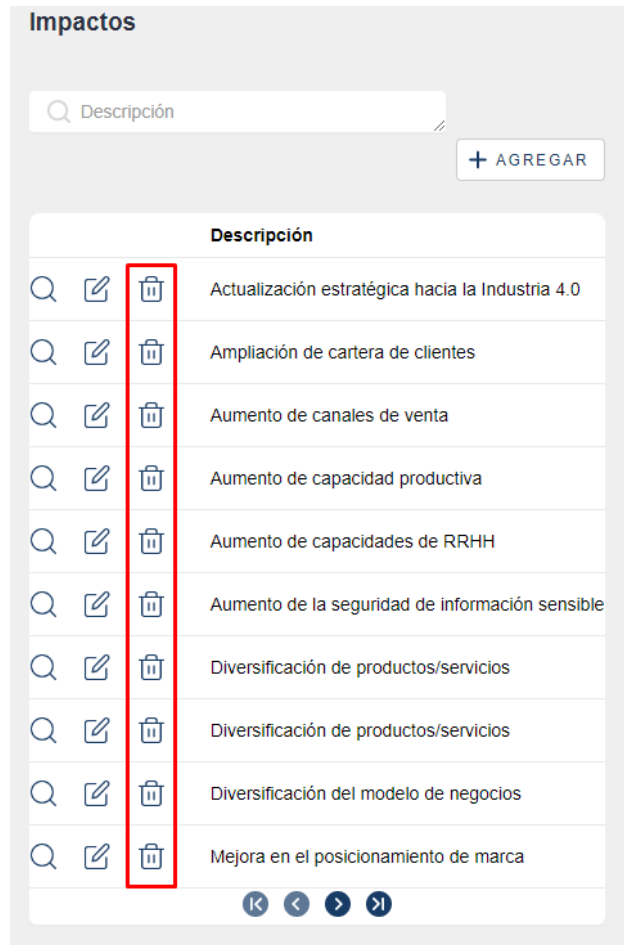 Impactos
Descripción
AGREGAR
Descripción
Actualización estratégica hacia la Industria 4.0
Ampliación de cartera de clientes
Aumento de canales de venta
Aumento de capacidad productiva
Aumento de capacidades de RRHH
Aumento de la seguridad de información sensible
Diversificación de productos/servicios
Diversificación de productos/servicios
Diversificación del modelo de negocios
Mejora en el posicionamiento de marca